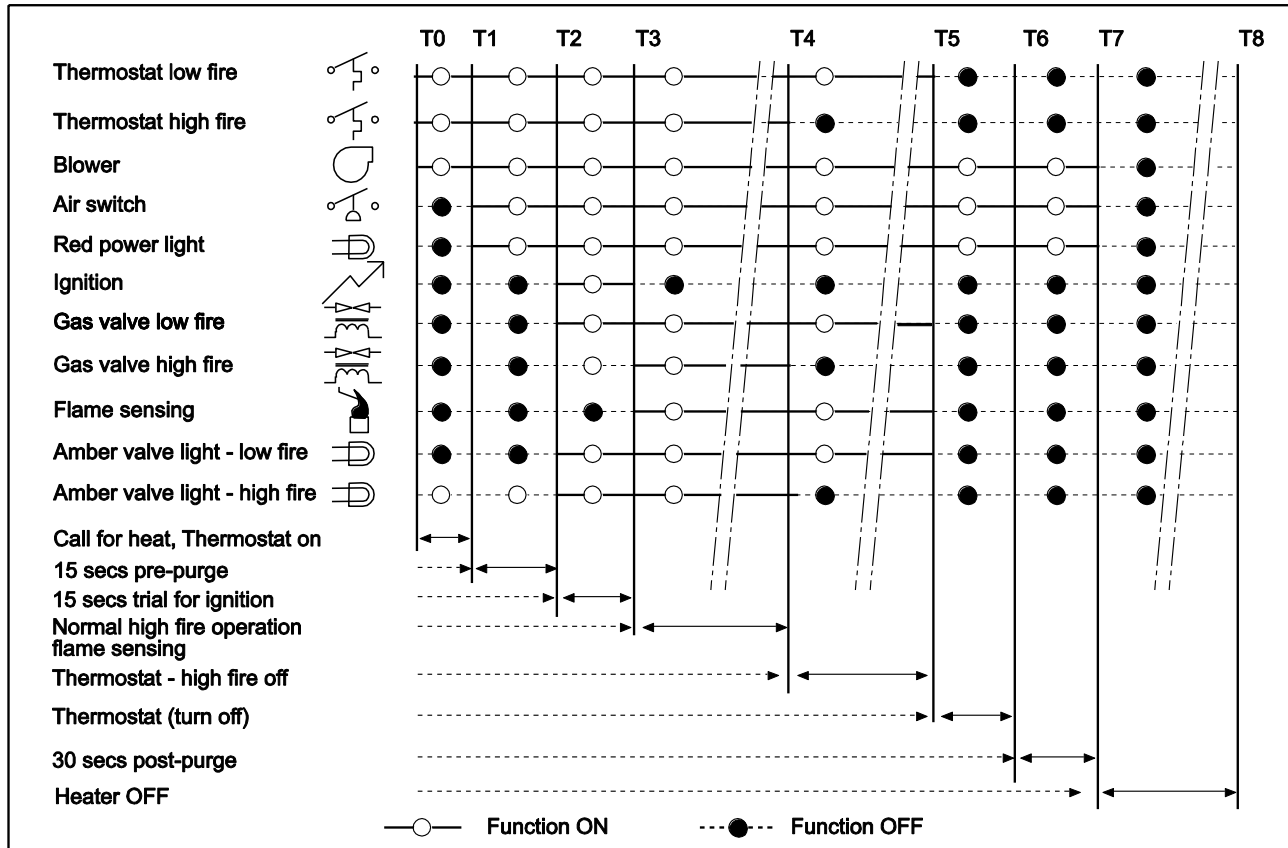 T0 T1 T2 T3 T4 T5 T6 T7 T8
Thermostat low fire
Thermostat high fire
Blower
Air switch
Red power light
Ignition
Gas valve low fire
Gas valve high fire
Flame sensing
Amber valve light - low fire
Amber valve light - high fire
Call for heat, Thermostat on
15 secs pre-purge
15 secs trial for ignition
Normal high fire operation
flame sensing
Thermostat - high fire off
Thermostat (turn off)
30 secs post-purge
Heater OFF
Function ON Function OFF